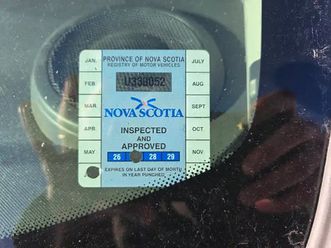 PROVINCE OF NOVA SCOTIA
REGISTRY OF MOTOR VEHICLES
JAN.
JULY
U338052
FEB
AUG
MAR.
SEPT
NOVA SCOTIA
APR.
OCT
INSPECTED
AND
APPROVED
MAY
NOV
26 28 29
EXPIRES ON LAST DAY OF MONTH
IN YEAR PUNCHED